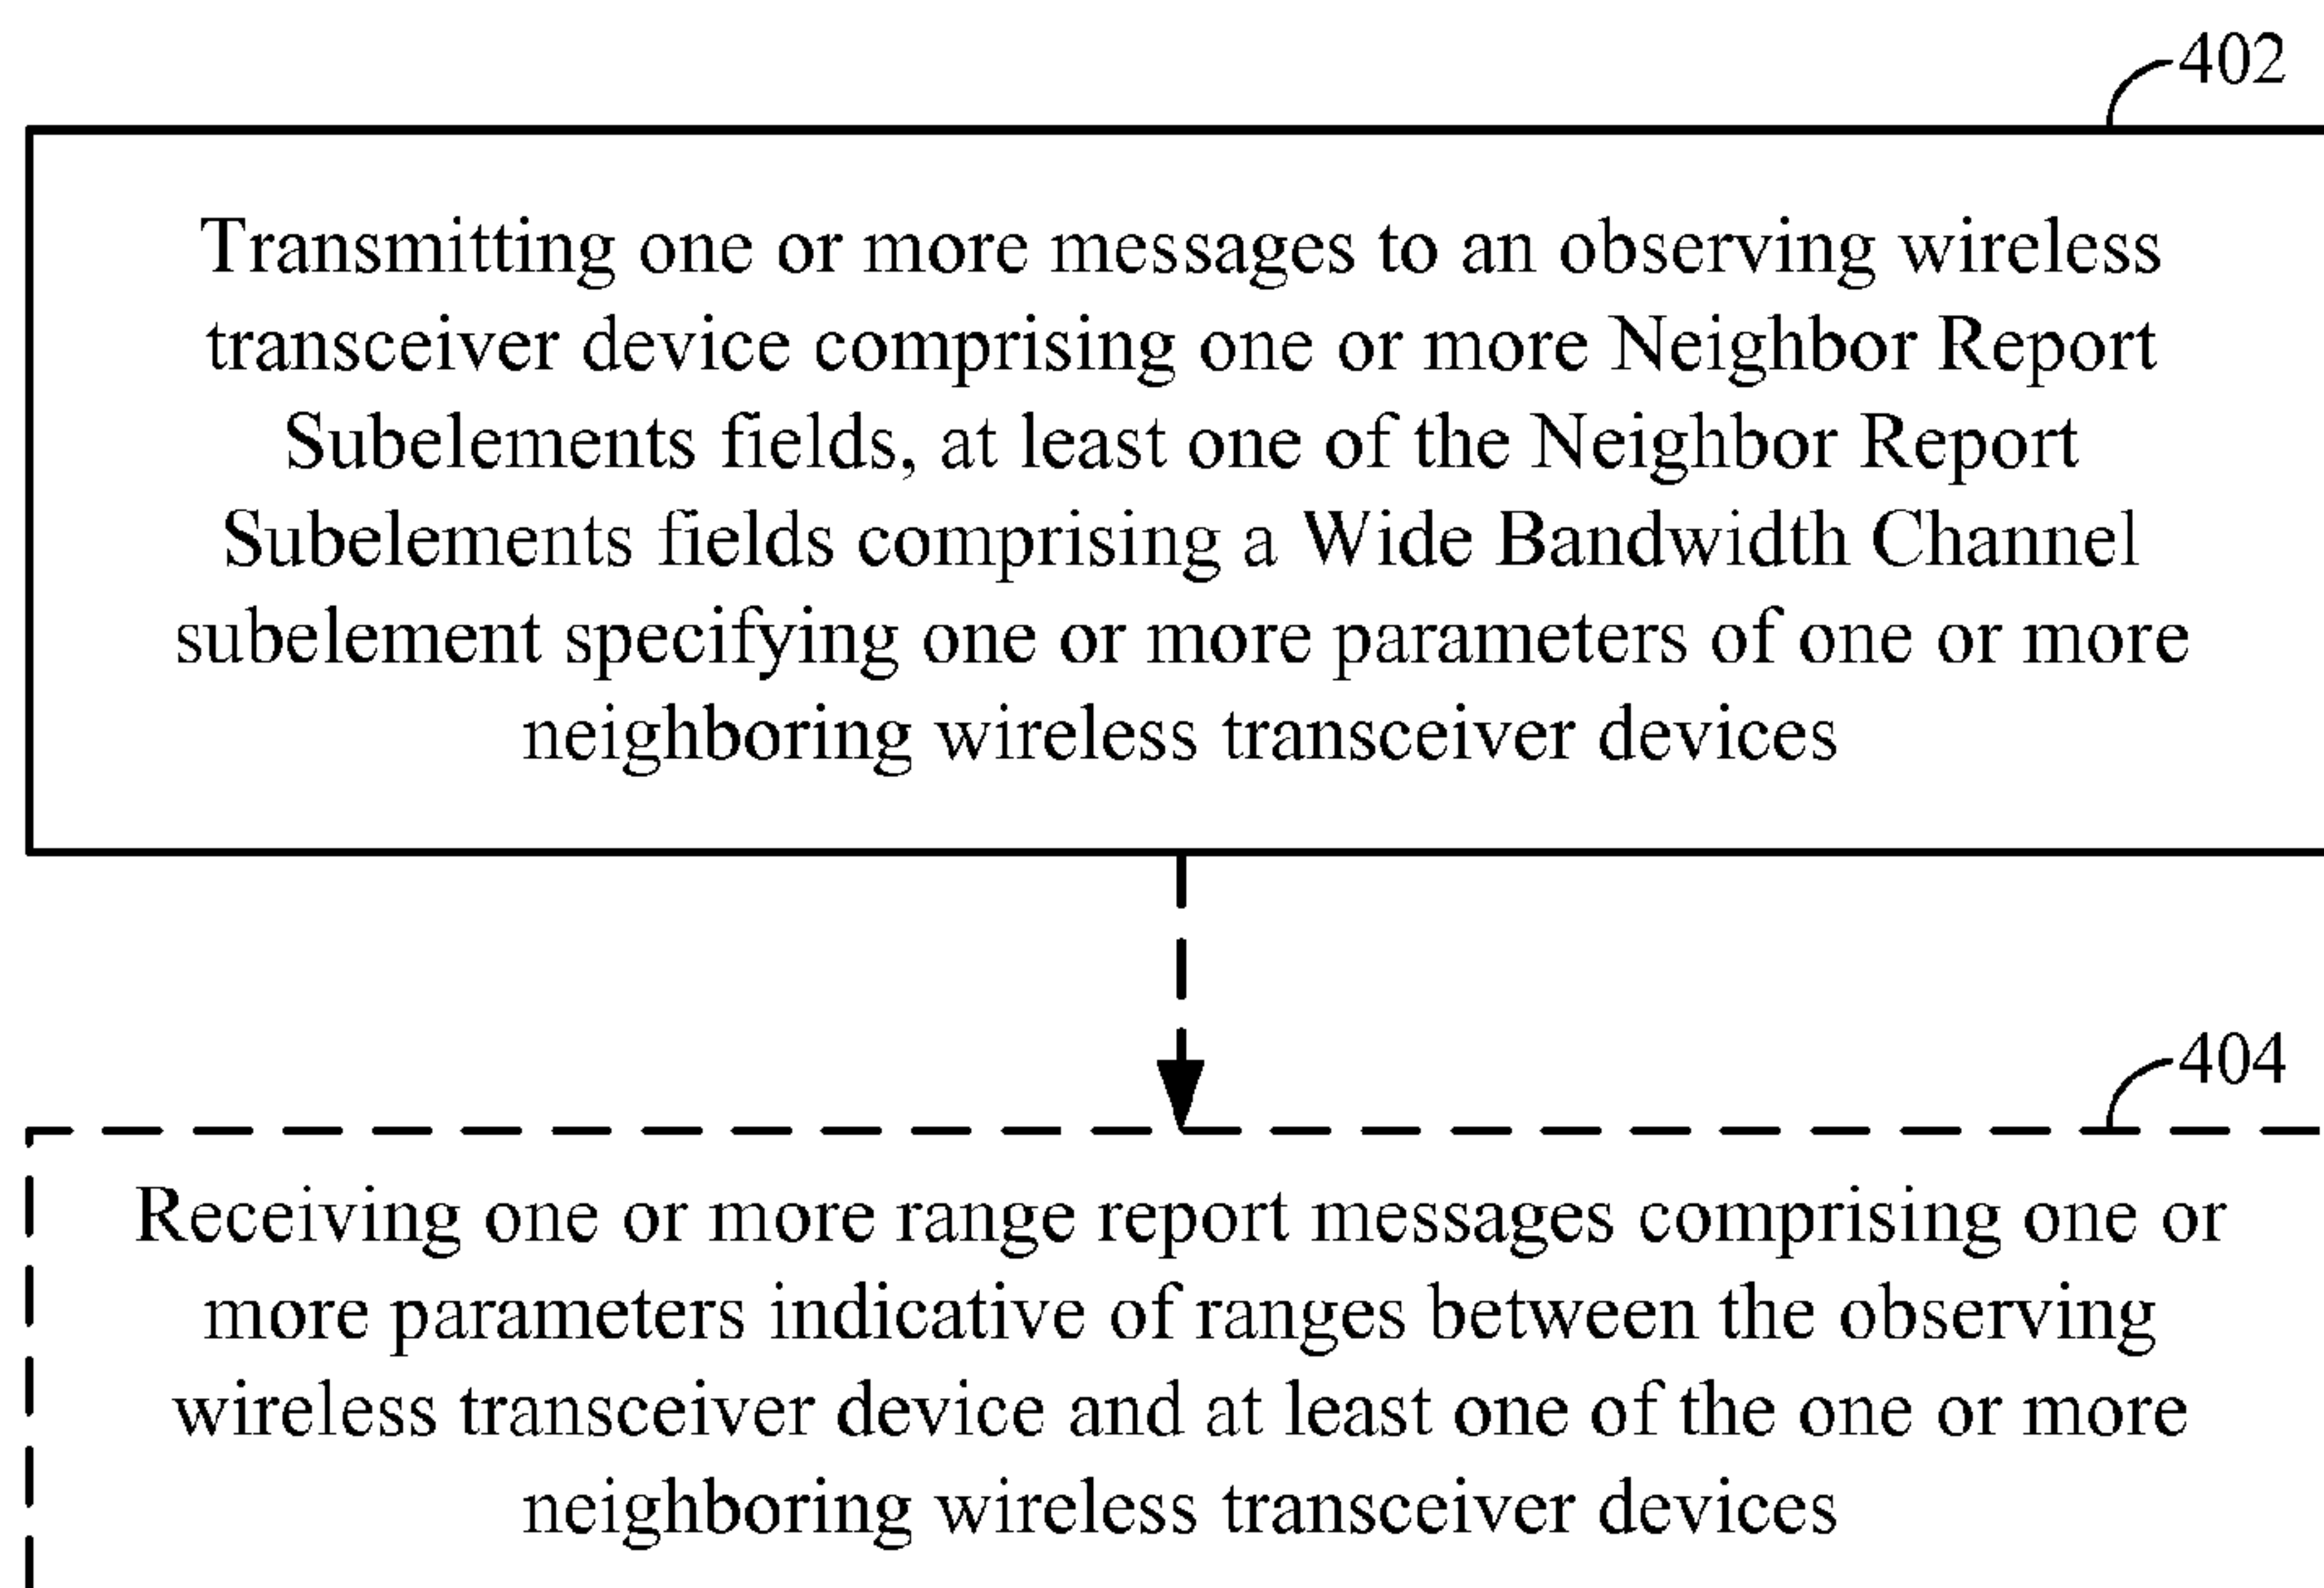 402
Transmitting one or more messages to an observing wireless
transceiver device comprising one or more Neighbor Report
Subelements fields, at least one of the Neighbor Report
Subelements fields comprising a Wide Bandwidth Channel
subelement specifying one or more parameters of one or more
neighboring wireless transceiver devices
404
Receiving one or more range report messages comprising one or
more parameters indicative of ranges between the observing
wireless transceiver device and at least one of the one or more
neighboring wireless transceiver devices